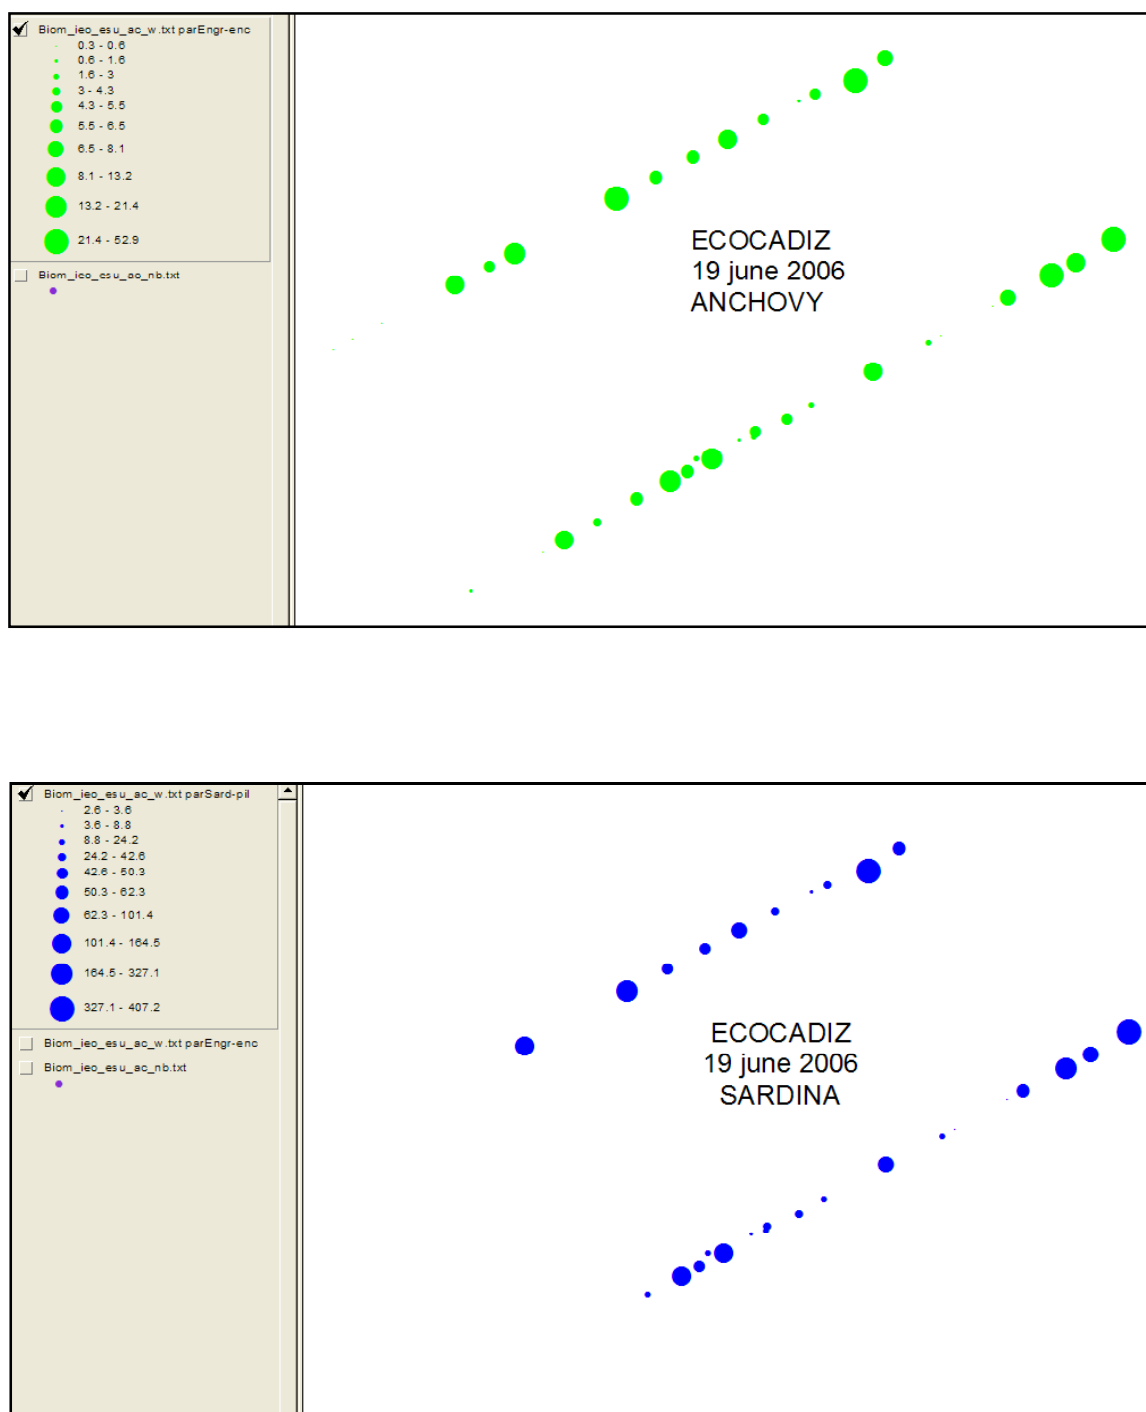 Biom_ieo_esu_ac_w.txt parEngr-enc
0.3 - 0.6
0.6 - 1.6
1.6 - 3
3 - 4.3
4.3 - 5.5
5.5 - 6.5
6.5 - 8.1
8.1 - 13.2
13.2 - 21.4
21.4 - 52.9
Biom_ieo_esu_ac_nb.txt
ECOCADIZ
19 june 2006
ANCHOVY
Biom_ieo_esu_ac_w.txt parSard-pil
2.6 - 3.6
3.6 - 8.8
8.8 - 24.2
24.2 - 42.6
42.6 - 50.3
50.3 - 62.3
62.3 - 101.4
101.4 - 164.5
164.5 - 327.1
327.1 - 407.2
Biom_ieo_esu_ac_w.txt parEngr-enc
Biom_ieo_esu_ac_nb.txt
ECOCADIZ
19 june 2006
SARDINA